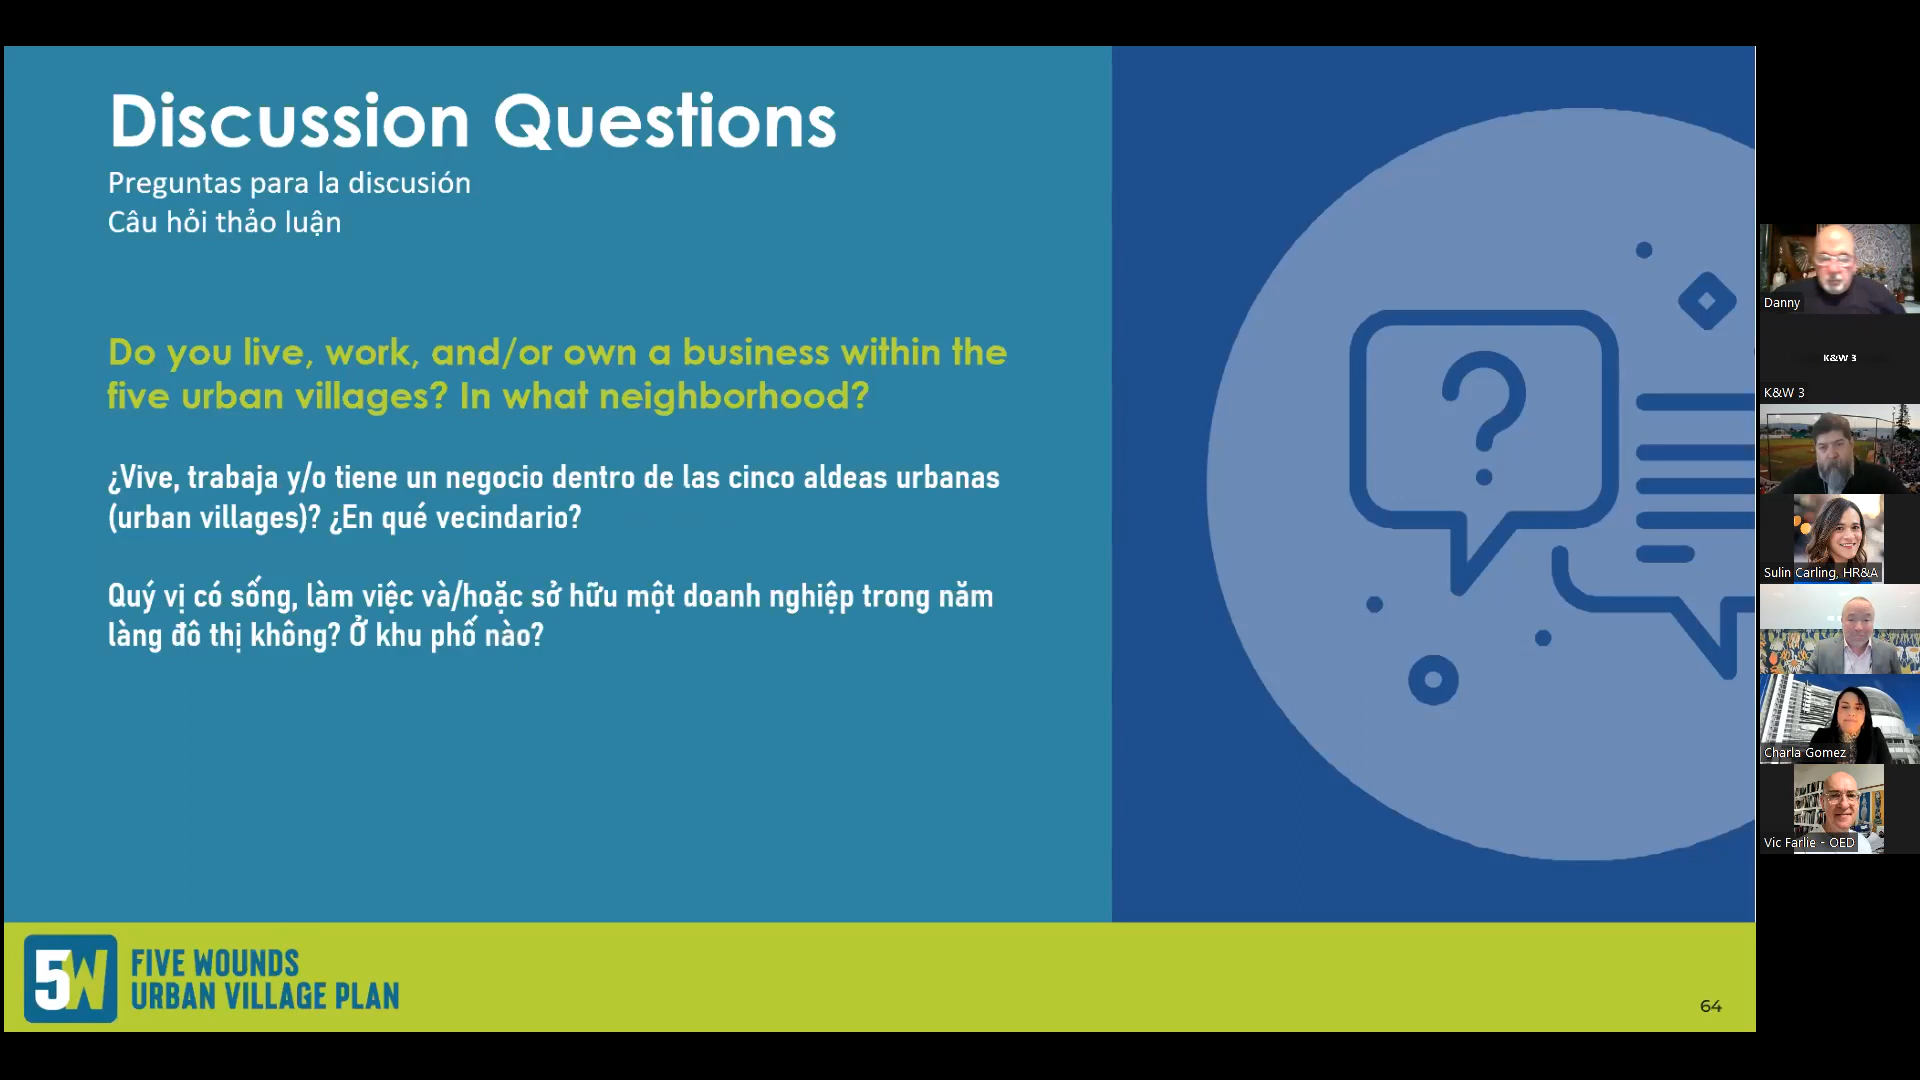 Discussion Questions
Preguntas para la discusión
Câu hỏi thảo luận
Do you live, work, and/or own a business within the
five urban villages? In what neighborhood?
¿Vive, trabaja y/o tiene un negocio dentro de las cinco aldeas urbanas
(urban villages)? ¿En qué vecindario?
Quý vị có sống, làm việc và/hoặc sở hữu một doanh nghiệp trong năm
làng đô thị không? Ở khu phố nào?
5W
FIVE WOUNDS
URBAN VILLAGE PLAN
64
Danny
K&W 3
K&W 3
Sulin Carling, HR&A
Charla Gomez
Vic Farlie - OED